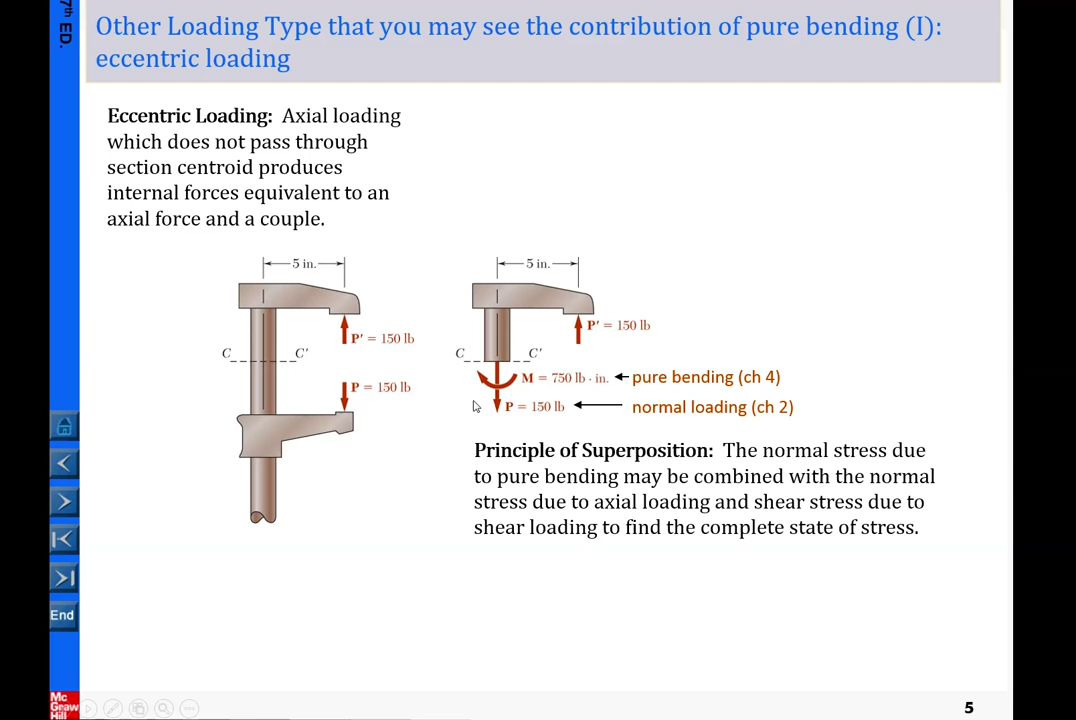 7th ED.
Other Loading Type that you may see the contribution of pure bending (I):
eccentric loading
Eccentric Loading: Axial loading
which does not pass through
section centroid produces
internal forces equivalent to an
axial force and a couple.
5 in.
P' = 150 lb
C
C'
P = 150 lb
5 in.
P' = 150 lb
C
C'
M = 750 lb · in.
pure bending (ch 4)
P = 150 lb
normal loading (ch 2)
Principle of Superposition: The normal stress due
to pure bending may be combined with the normal
stress due to axial loading and shear stress due to
shear loading to find the complete state of stress.
End
Mc
Graw
Hill
5